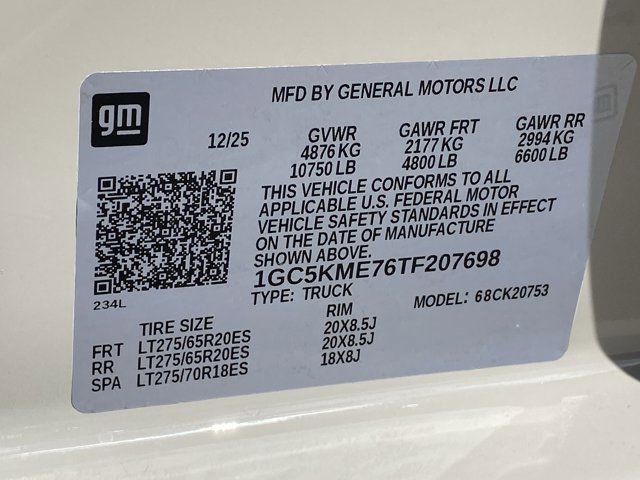 gm
MFD BY GENERAL MOTORS LLC
12/25 GVWR GAWR FRT GAWR RR
4876 KG 2177 KG 2994 KG
10750 LB 4800 LB 6600 LB
THIS VEHICLE CONFORMS TO ALL
APPLICABLE U.S. FEDERAL MOTOR
VEHICLE SAFETY STANDARDS IN EFFECT
ON THE DATE OF MANUFACTURE
SHOWN ABOVE.
1GC5KME76TF207698
234L
TYPE: TRUCK MODEL: 68CK20753
TIRE SIZE RIM
FRT LT275/65R20ES 20X8.5J
RR LT275/65R20ES 20X8.5J
SPA LT275/70R18ES 18X8J